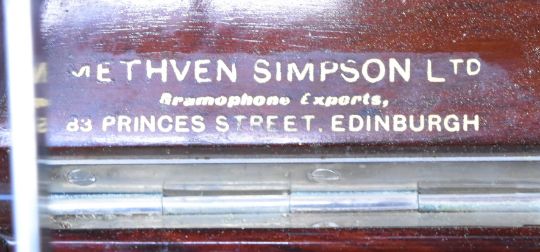 METHVEN SIMPSON LTD
Gramophone Experts,
83 PRINCES STREET, EDINBURGH